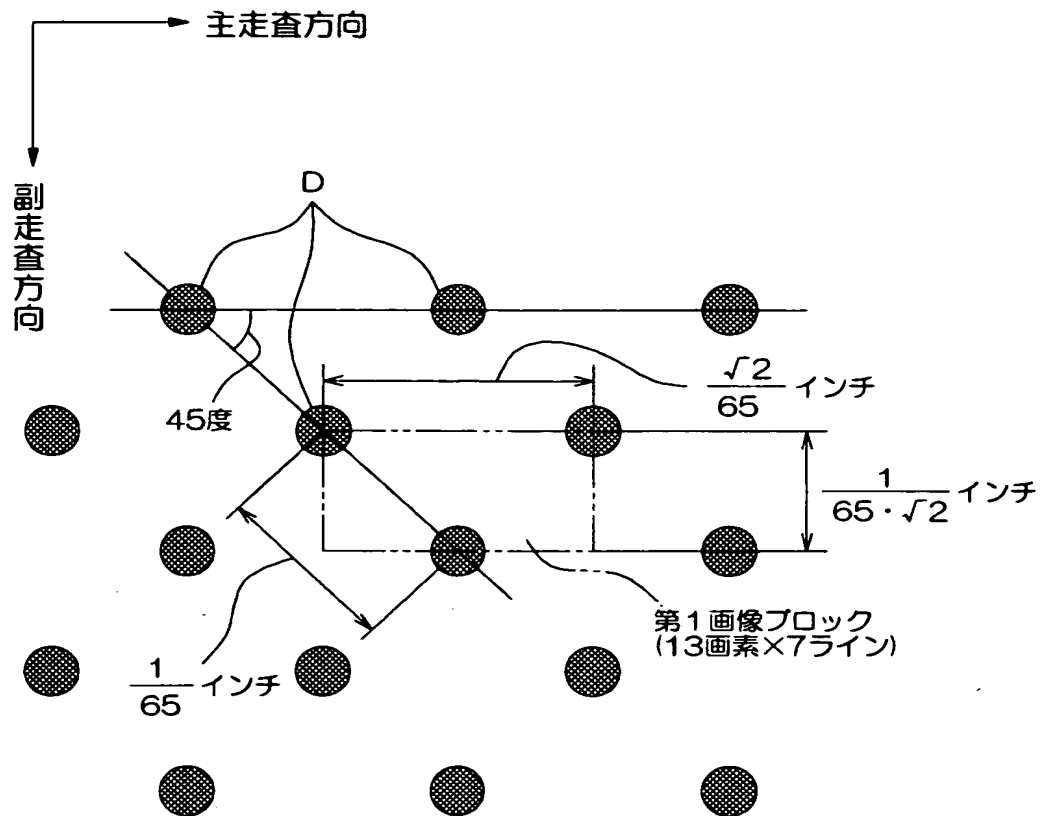 主走査方向
副走査方向
D
45度
√2/65 インチ
1/65・√2 インチ
1/65 インチ
第1画像ブロック
(13画素×7ライン)